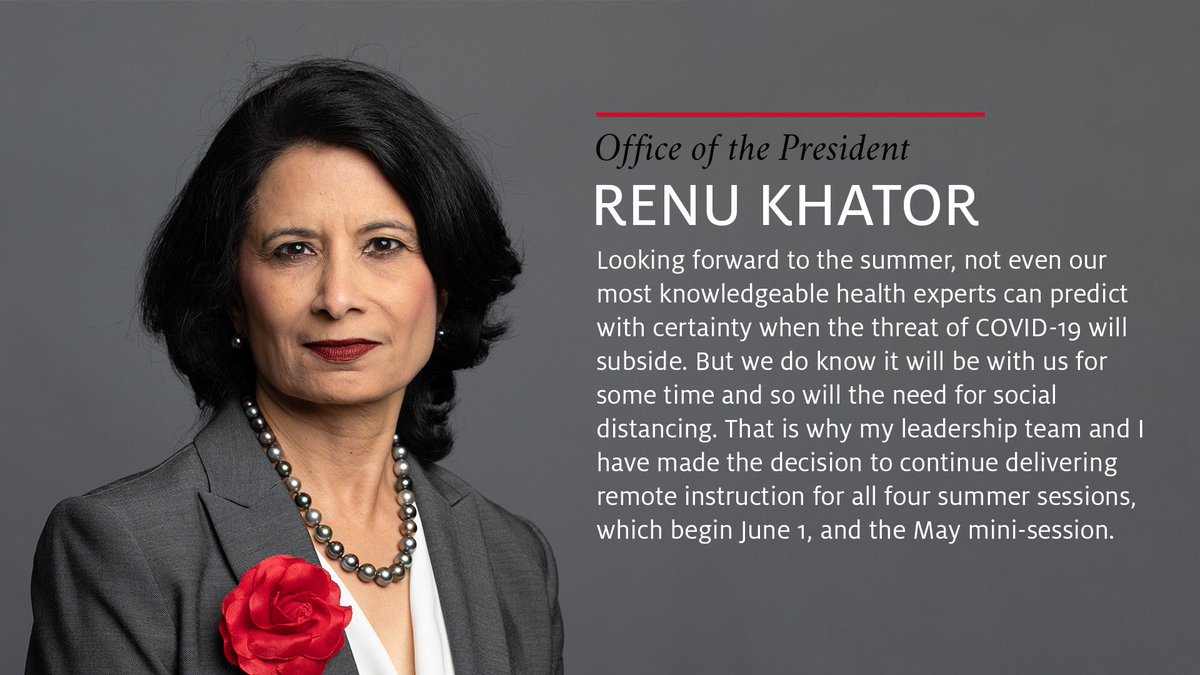 Office of the President
RENU KHATOR
Looking forward to the summer, not even our
most knowledgeable health experts can predict
with certainty when the threat of COVID-19 will
subside. But we do know it will be with us for
some time and so will the need for social
distancing. That is why my leadership team and I
have made the decision to continue delivering
remote instruction for all four summer sessions,
which begin June 1, and the May mini-session.